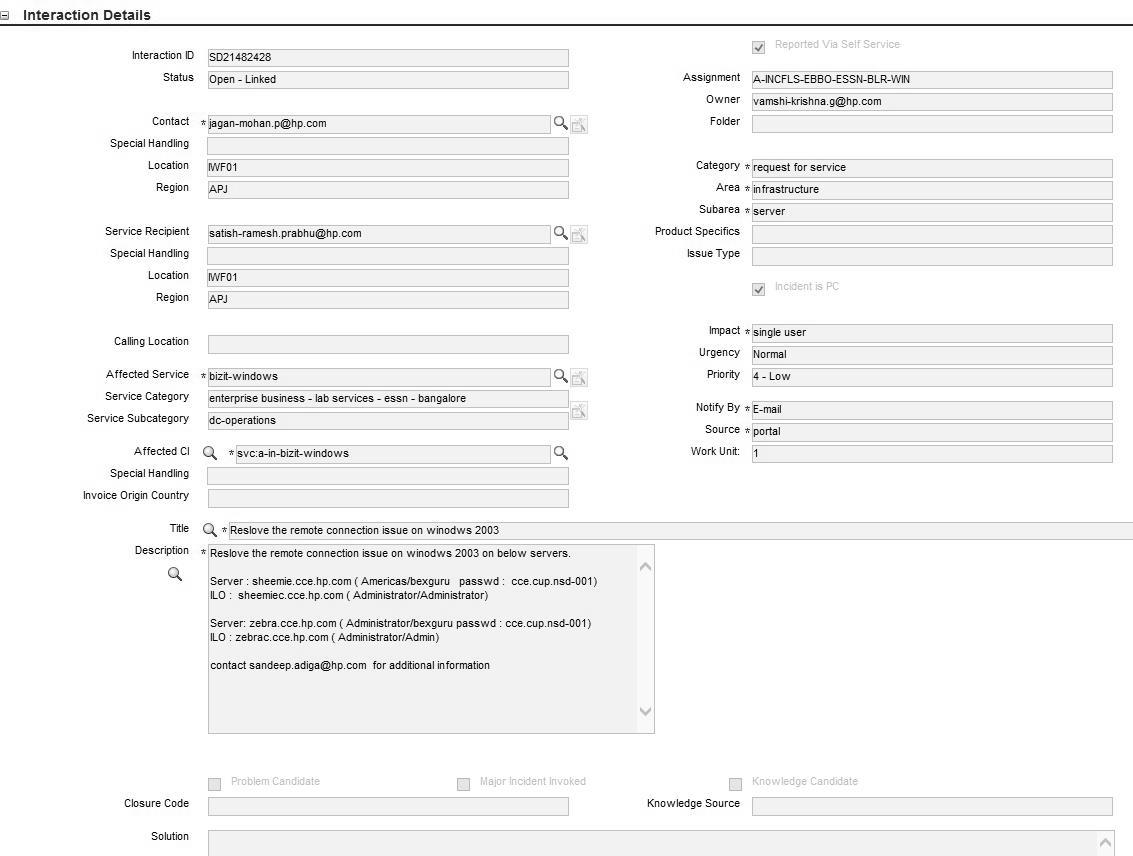 Interaction Details
Reported Via Self Service
Interaction ID SD21482428
Status Open - Linked
Assignment A-INCFLS-EBBO-ESSN-BLR-WIN
Owner vamshi-krishna.g@hp.com
Contact * jagan-mohan.p@hp.com
Folder
Special Handling
Location IWF01
Category * request for service
Region APJ
Area * infrastructure
Subarea * server
Service Recipient satish-ramesh.prabhu@hp.com
Product Specifics
Special Handling
Issue Type
Location IWF01
Region APJ
Incident is PC
Calling Location
Impact * single user
Urgency Normal
Affected Service * bizit-windows
Priority 4 - Low
Service Category enterprise business - lab services - essn - bangalore
Notify By * E-mail
Service Subcategory dc-operations
Source * portal
Affected CI * svc:a-in-bizit-windows
Work Unit: 1
Special Handling
Invoice Origin Country
Title * Reslove the remote connection issue on winodws 2003
Description * Reslove the remote connection issue on winodws 2003 on below servers.
Server : sheemie.cce.hp.com ( Americas/bexguru passwd : cce.cup.nsd-001)
ILO : sheemiec.cce.hp.com ( Administrator/Administrator)
Server: zebra.cce.hp.com ( Administrator/bexguru passwd : cce.cup.nsd-001)
ILO : zebrac.cce.hp.com ( Administrator/Admin)
contact sandeep.adiga@hp.com for additional information
Problem Candidate Major Incident Invoked Knowledge Candidate
Closure Code Knowledge Source
Solution